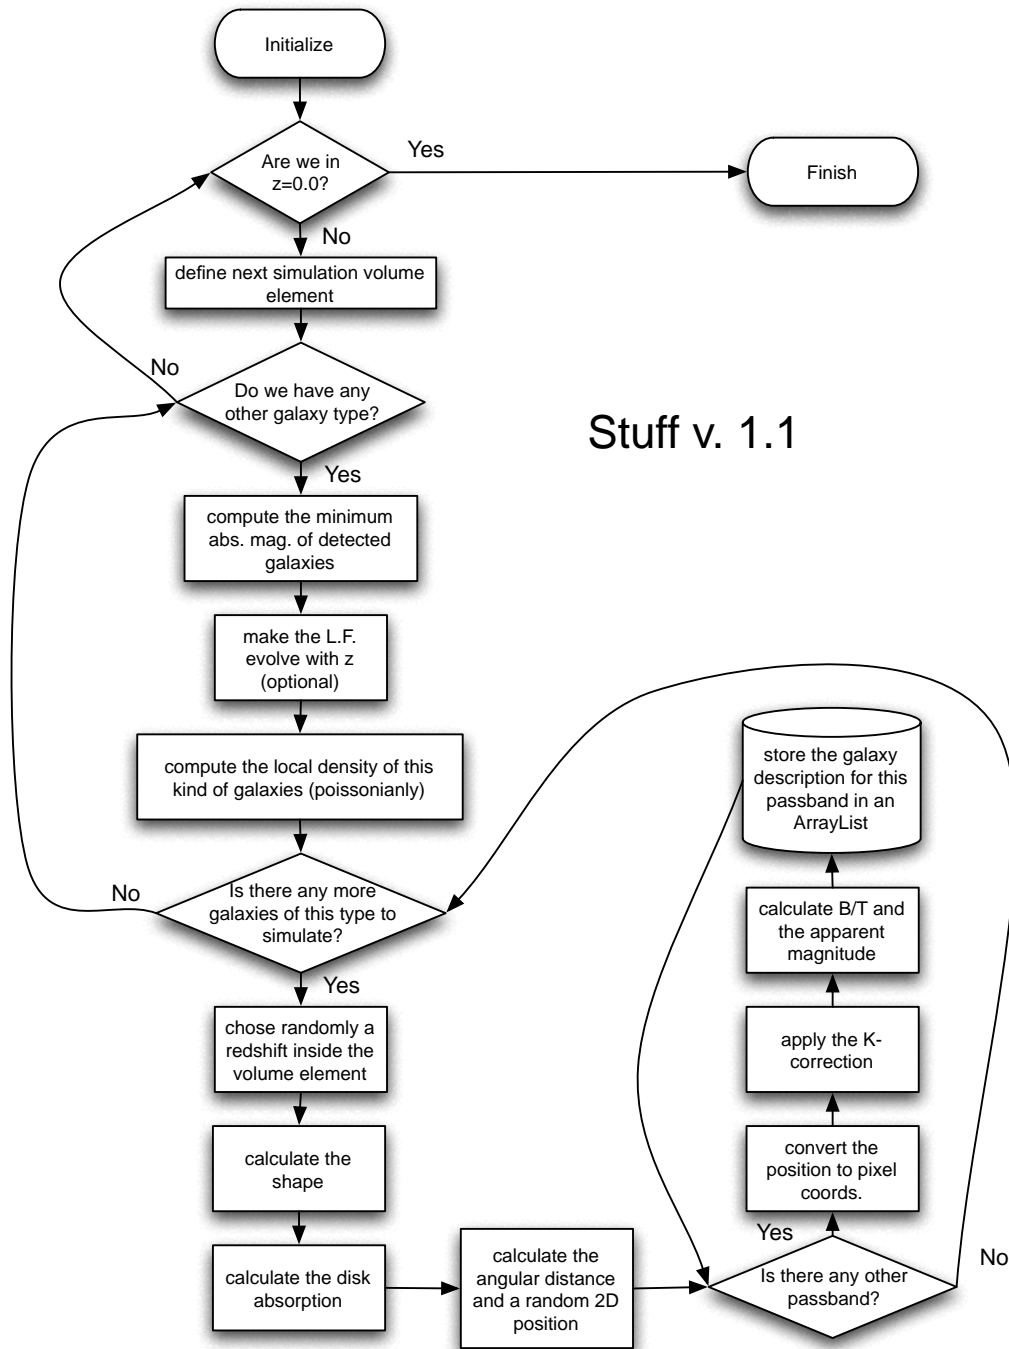 Initialize
Are we in
z=0.0?
Yes
Finish
No
define next simulation volume
element
No
Do we have any
other galaxy type?
Stuff v. 1.1
Yes
compute the minimum
abs. mag. of detected
galaxies
make the L.F.
evolve with z
(optional)
compute the local density of this
kind of galaxies (poissonianly)
No
Is there any more
galaxies of this type to
simulate?
Yes
chose randomly a
redshift inside the
volume element
calculate the
shape
calculate the disk
absorption
calculate the
angular distance
and a random 2D
position
Is there any other
passband?
No
Yes
convert the
position to pixel
coords.
apply the K-
correction
calculate B/T and
the apparent
magnitude
store the galaxy
description for this
passband in an
ArrayList